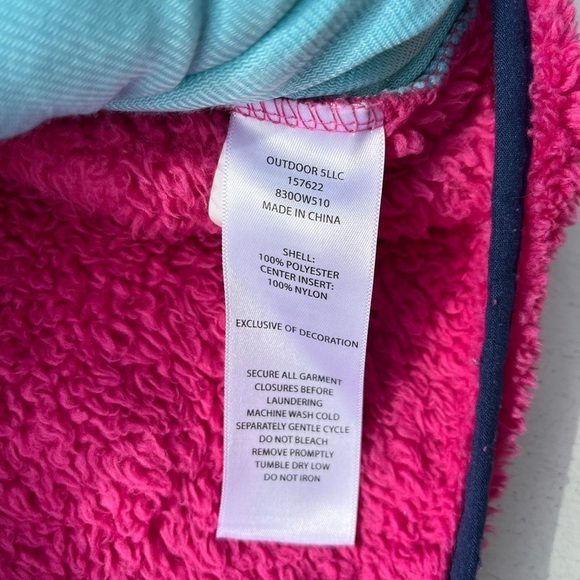 OUTDOOR 5LLC
157622
830OW510
MADE IN CHINA
SHELL:
100% POLYESTER
CENTER INSERT:
100% NYLON
EXCLUSIVE OF DECORATION
SECURE ALL GARMENT
CLOSURES BEFORE
LAUNDERING
MACHINE WASH COLD
SEPARATELY GENTLE CYCLE
DO NOT BLEACH
REMOVE PROMPTLY
TUMBLE DRY LOW
DO NOT IRON